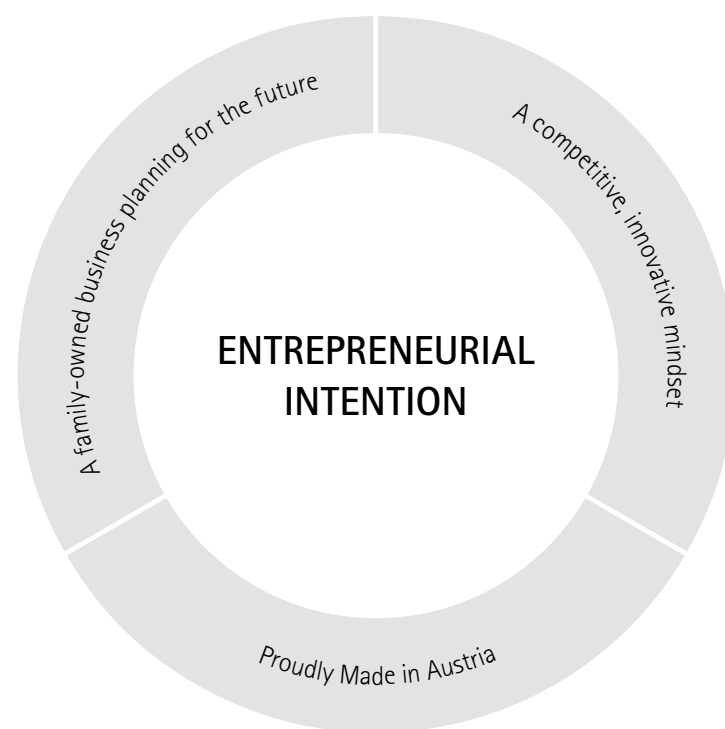 A family-owned business planning for the future
A competitive, innovative mindset
ENTREPRENEURIAL
INTENTION
Proudly Made in Austria